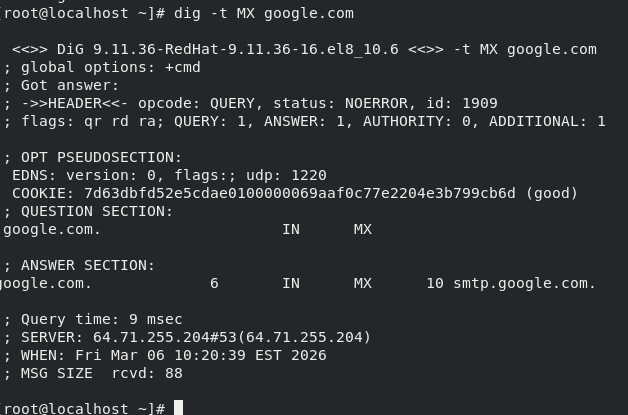 [root@localhost ~]# dig -t MX google.com
<<>> DiG 9.11.36-RedHat-9.11.36-16.el8_10.6 <<>> -t MX google.com
; global options: +cmd
; Got answer:
; ->>HEADER<<- opcode: QUERY, status: NOERROR, id: 1909
; flags: qr rd ra; QUERY: 1, ANSWER: 1, AUTHORITY: 0, ADDITIONAL: 1
; OPT PSEUDOSECTION:
EDNS: version: 0, flags:; udp: 1220
COOKIE: 7d63dbfd52e5cdae0100000069aaf0c77e2204e3b799cb6d (good)
; QUESTION SECTION:
google.com. IN MX
; ANSWER SECTION:
google.com. 6 IN MX 10 smtp.google.com.
; Query time: 9 msec
; SERVER: 64.71.255.204#53(64.71.255.204)
; WHEN: Fri Mar 06 10:20:39 EST 2026
; MSG SIZE rcvd: 88
[root@localhost ~]#